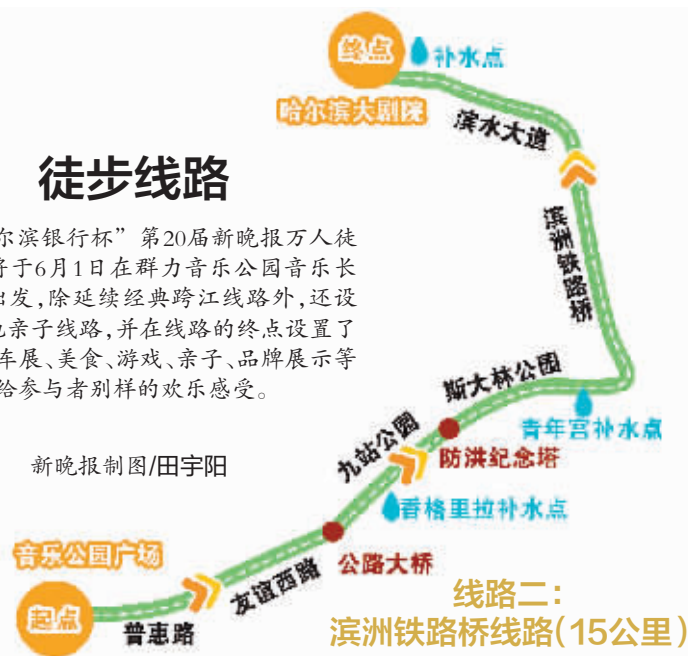 徒步线路
尔滨银行杯”第20届新晚报万人徒
将于6月1日在群力音乐公园音乐长
出发,除延续经典跨江线路外,还设
亲子线路,并在线路的终点设置了
车展、美食、游戏、亲子、品牌展示等
给参与者别样的欢乐感受。
新晚报制图/田宇阳
终点
补水点
哈尔滨大剧院
滨水大道
滨洲铁路桥
斯大林公园
青年宫补水点
九站公园
防洪纪念塔
香格里拉补水点
公路大桥
友谊西路
音乐公园广场
起点
普惠路
线路二：
滨洲铁路桥线路(15公里)